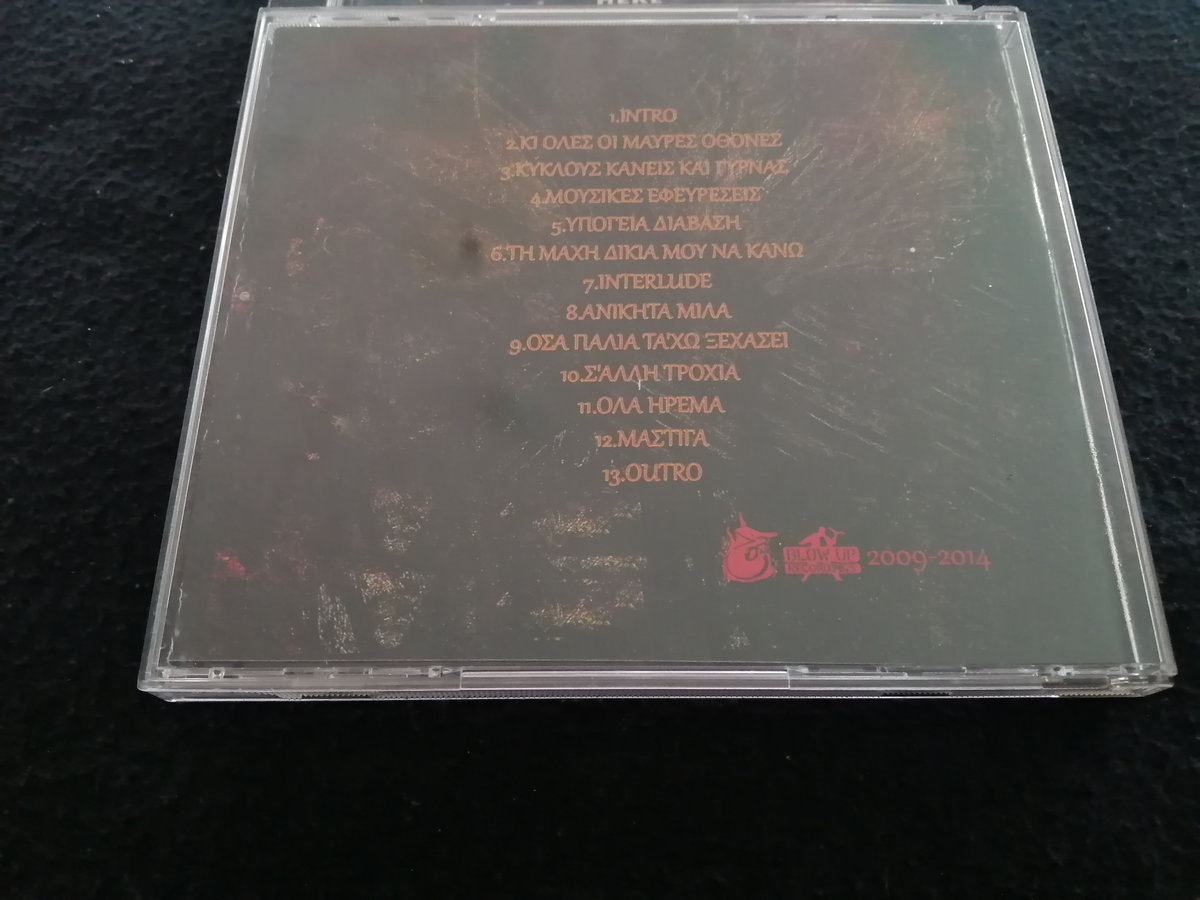 HERE
1.INTRO
2.ΚΙ ΟΛΕΣ ΟΙ ΜΑΥΡΕΣ ΟΘΟΝΕΣ
3.ΚΥΚΛΟΥΣ ΚΑΝΕΙΣ ΚΑΙ ΓΥΡΝΑΣ
4.ΜΟΥΣΙΚΕΣ ΕΦΕΥΡΕΣΕΙΣ
5.ΥΠΟΓΕΙΑ ΔΙΑΒΑΣΗ
6.ΤΗ ΜΑΧΗ ΔΙΚΙΑ ΜΟΥ ΝΑ ΚΑΝΩ
7.INTERLUDE
8.ΑΝΙΚΗΤΑ ΜΙΛΑ
9.ΟΣΑ ΠΑΛΙΑ ΤΑ'ΧΩ ΞΕΧΑΣΕΙ
10.Σ'ΑΛΛΗ ΤΡΟΧΙΑ
11.ΟΛΑ ΗΡΕΜΑ
12.ΜΑΣΤΙΓΑ
13.OUTRO
BLOW UP
RECORDS
2009-2014